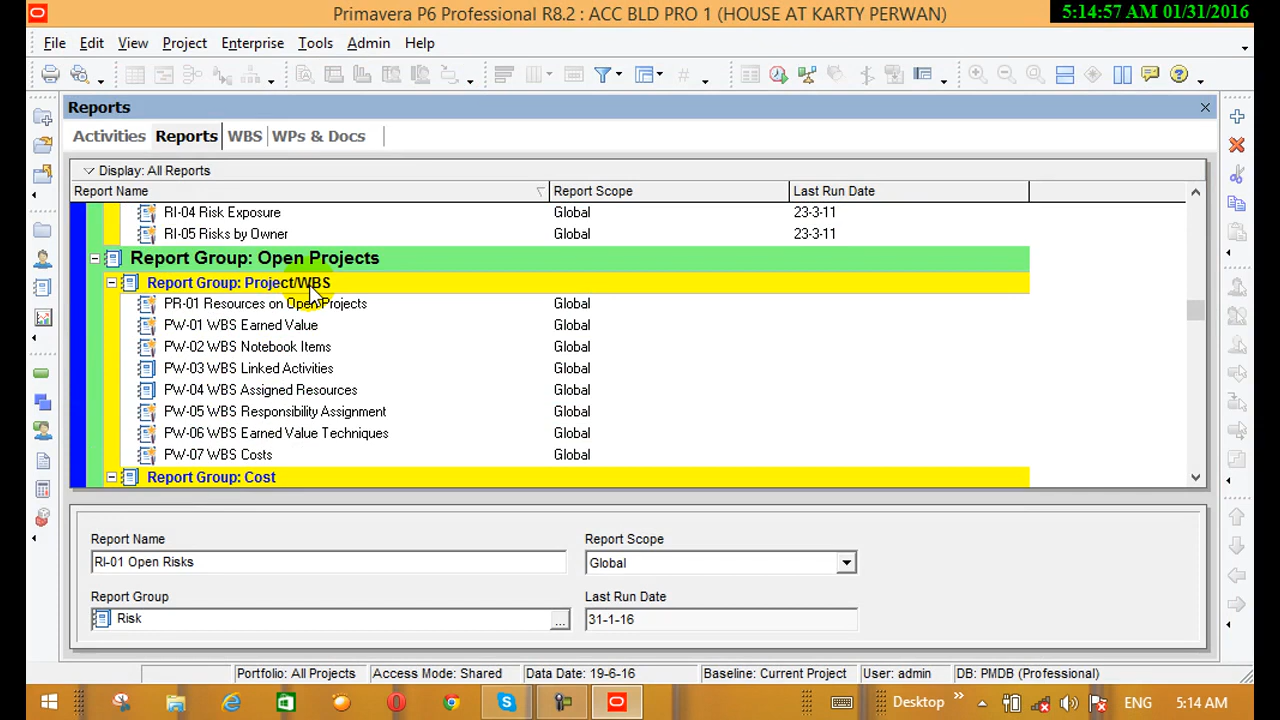 Primavera P6 Professional R8.2 : ACC BLD PRO 1 (HOUSE AT KARTY PERWAN)
5:14:57 AM 01/31/2016
File Edit View Project Enterprise Tools Admin Help
Reports
Activities Reports WBS WPs & Docs
Display: All Reports
Report Name Report Scope Last Run Date
RI-04 Risk Exposure Global 23-3-11
RI-05 Risks by Owner Global 23-3-11
Report Group: Open Projects
Report Group: Project/WBS
PR-01 Resources on Open Projects Global
PW-01 WBS Earned Value Global
PW-02 WBS Notebook Items Global
PW-03 WBS Linked Activities Global
PW-04 WBS Assigned Resources Global
PW-05 WBS Responsibility Assignment Global
PW-06 WBS Earned Value Techniques Global
PW-07 WBS Costs Global
Report Group: Cost
Report Name Report Scope
RI-01 Open Risks Global
Report Group Last Run Date
Risk ... 31-1-16
Portfolio: All Projects Access Mode: Shared Data Date: 19-6-16 Baseline: Current Project User: admin DB: PMDB (Professional)
Desktop » ENG 5:14 AM